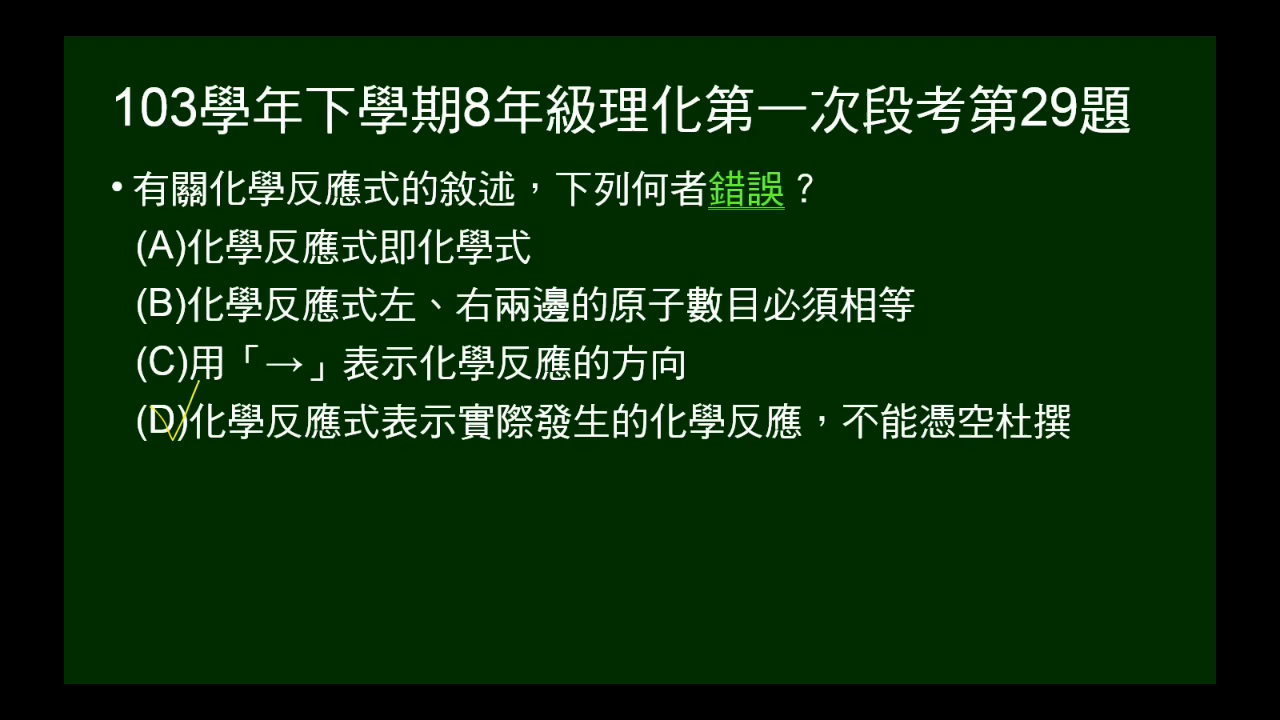 103學年下學期8年級理化第一次段考第29題
• 有關化學反應式的敘述，下列何者錯誤？
(A)化學反應式即化學式
(B)化學反應式左、右兩邊的原子數目必須相等
(C)用「→」表示化學反應的方向
(D)化學反應式表示實際發生的化學反應，不能憑空杜撰